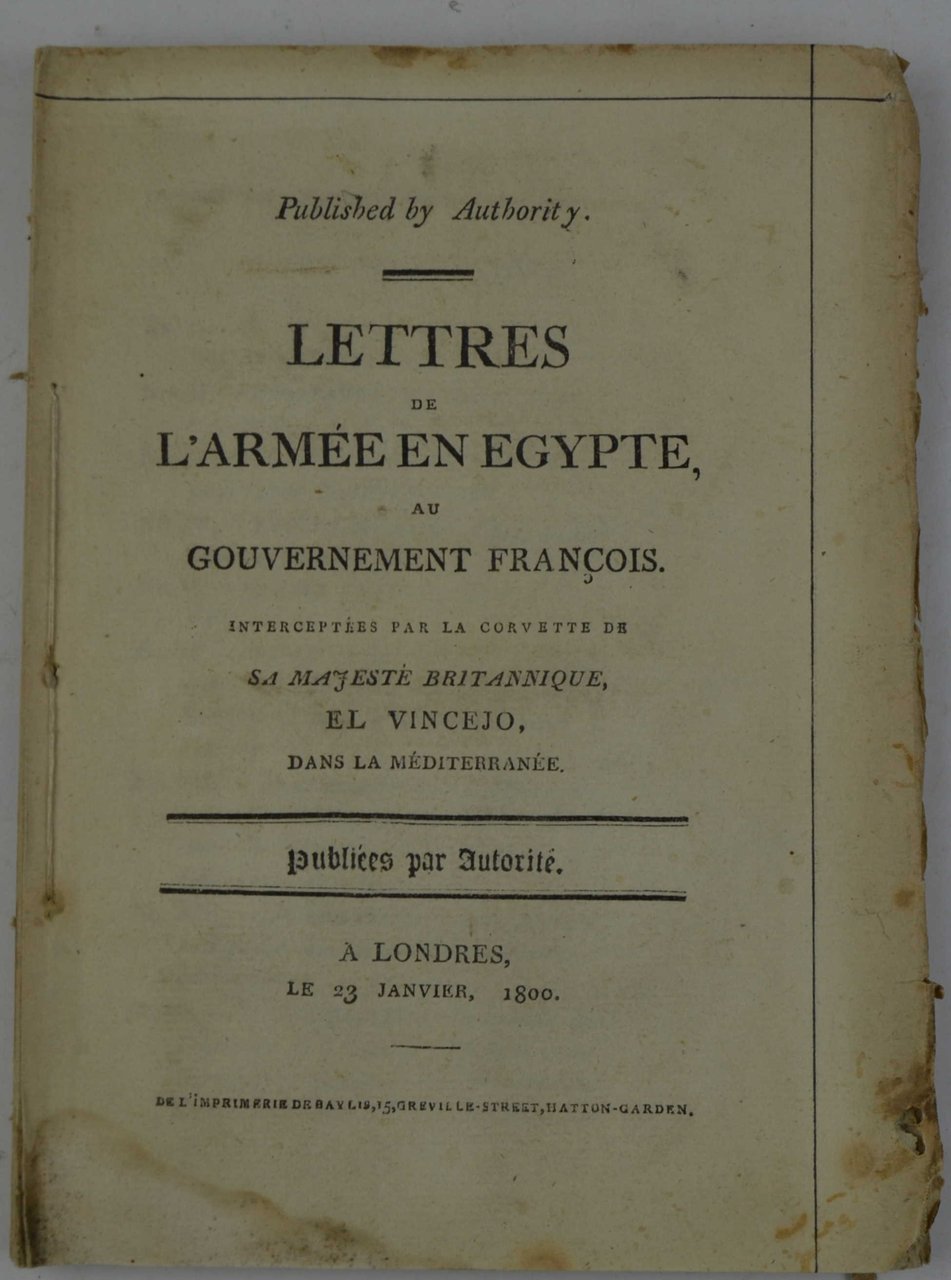 Published by Authority.
LETTRES
DE
L'ARMÉE EN EGYPTE,
AU
GOUVERNEMENT FRANÇOIS.
INTERCEPTÉES PAR LA CORVETTE DE
SA MAJESTÉ BRITANNIQUE,
EL VINCEJO,
DANS LA MÉDITERRANÉE.
Publiées par Autorité.
A LONDRES,
LE 23 JANVIER, 1800.
DE L'IMPRIMERIE DE BAYLIS, 15, GREVILLE-STREET, HATTON-GARDEN.